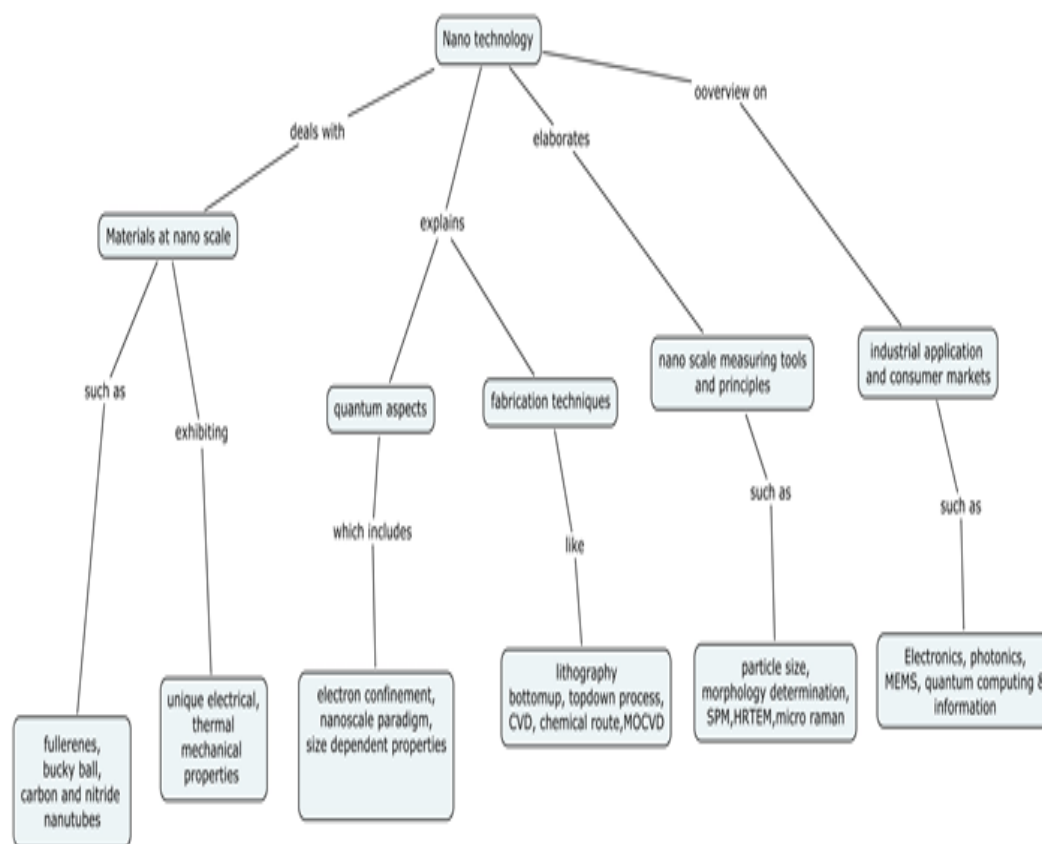 Nano technology
ooverview on
deals with
elaborates
explains
Materials at nano scale
nano scale measuring tools
and principles
industrial application
and consumer markets
such as
quantum aspects
fabrication techniques
exhibiting
such as
such as
which includes
like
fullerenes,
bucky ball,
carbon and nitride
nanutubes
unique electrical,
thermal
mechanical
properties
electron confinement,
nanoscale paradigm,
size dependent properties
lithography
bottomup, topdown process,
CVD, chemical route,MOCVD
particle size,
morphology determination,
SPM,HRTEM,micro raman
Electronics, photonics,
MEMS, quantum computing &
information